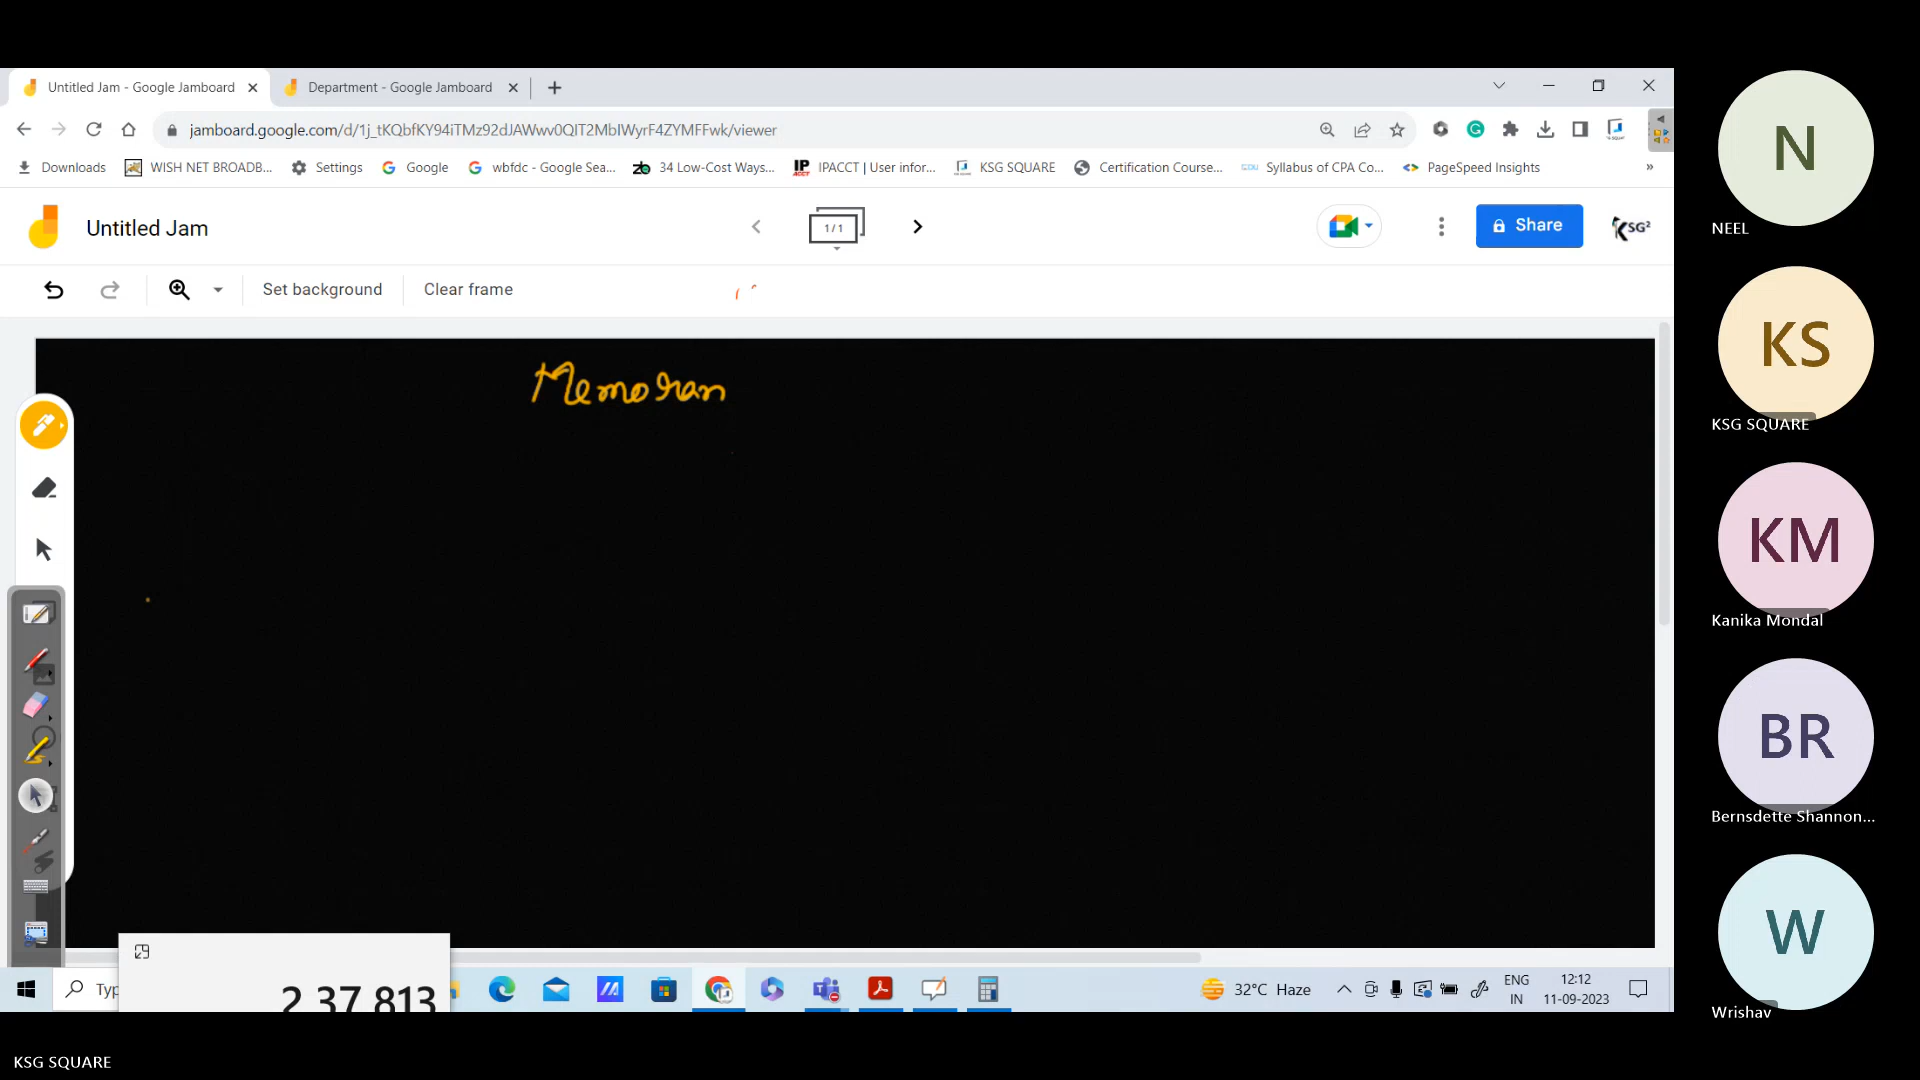 Untitled Jam - Google Jamboard
Department - Google Jamboard
jamboard.google.com/d/1j_tKQbfKY94iTMz92dJAWwv0QIT2MbIWyrF4ZYMFFwk/viewer
Downloads WISH NET BROADB... Settings Google wbfdc - Google Sea... 34 Low-Cost Ways... IPACCT | User infor... KSG SQUARE Certification Course... Syllabus of CPA Co... PageSpeed Insights »
Untitled Jam
1 / 1
Share
KSG²
Set background
Clear frame
Memoran
N
NEEL
KS
KSG SQUARE
KM
Kanika Mondal
BR
Bernsdette Shannon...
W
Wrishav
2,37,813
Typ
32°C Haze
ENG
IN
12:12
11-09-2023
KSG SQUARE